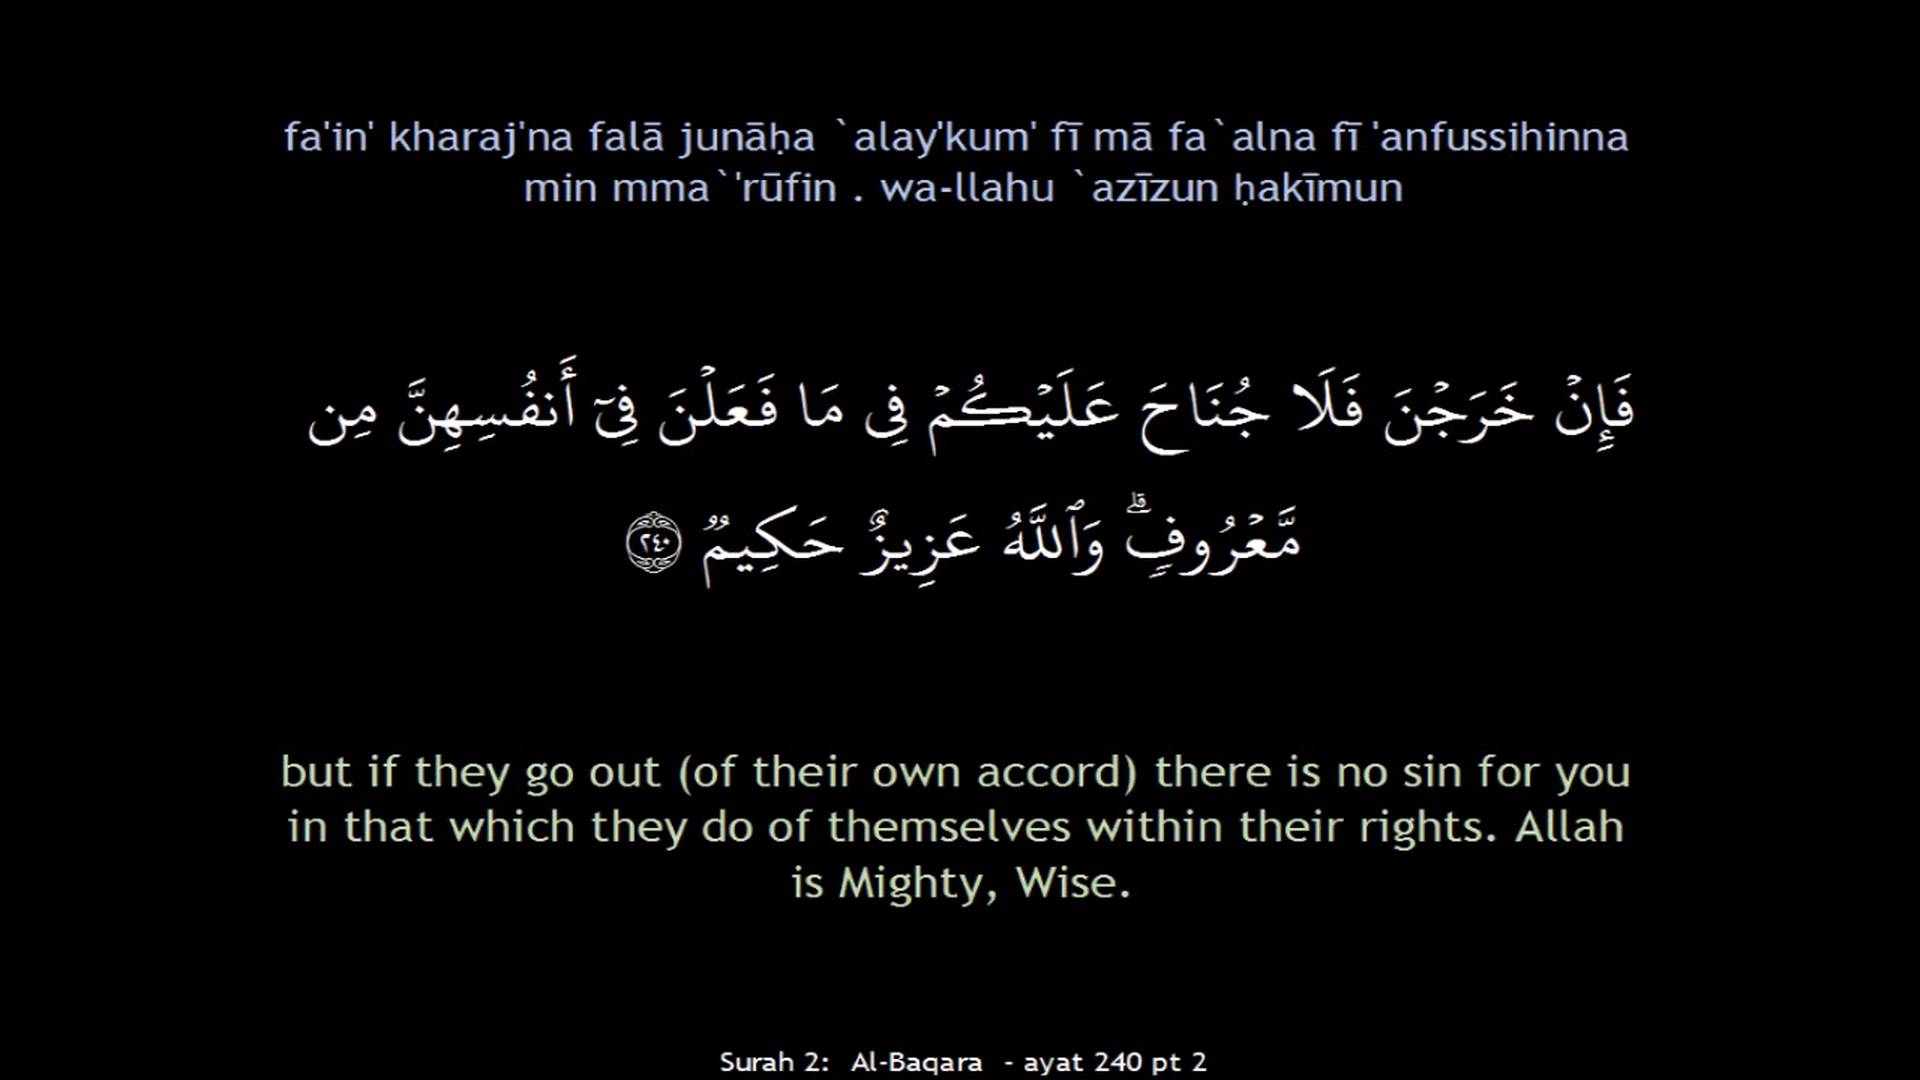 fa'in' kharaj'na falā junāḥa `alay'kum' fī mā fa`alna fī 'anfussihinna
min mma`'rūfin . wa-llahu `azīzun ḥakīmun
فَإِنْ خَرَجْنَ فَلَا جُنَاحَ عَلَيْكُمْ فِى مَا فَعَلْنَ فِىٓ أَنفُسِهِنَّ مِن
مَّعْرُوفٍۗ وَٱللَّهُ عَزِيزٌ حَكِيمٌ ٢٤٠
but if they go out (of their own accord) there is no sin for you
in that which they do of themselves within their rights. Allah
is Mighty, Wise.
Surah 2: Al-Baqara - ayat 240 pt 2